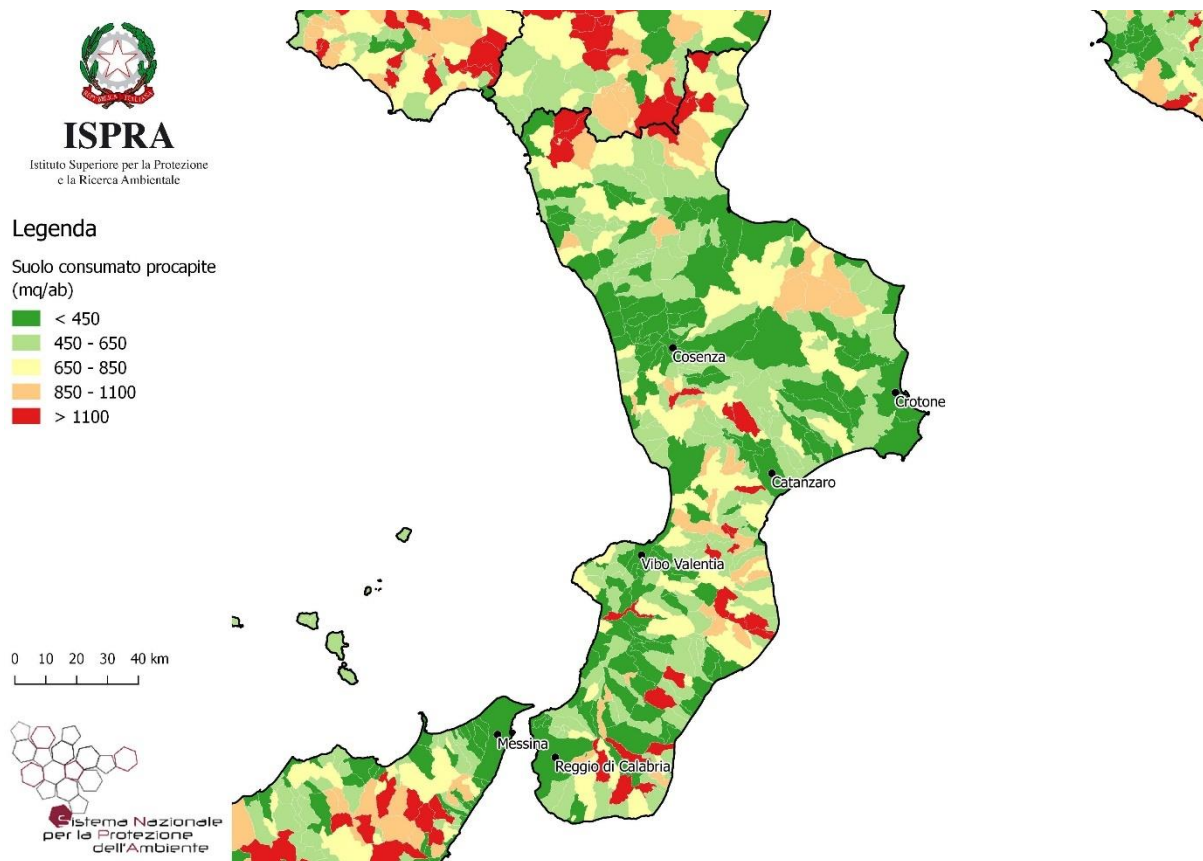 REPVBBLICA ITALIANA
ISPRA
Istituto Superiore per la Protezione
e la Ricerca Ambientale
Legenda
Suolo consumato procapite
(mq/ab)
< 450
450 - 650
650 - 850
850 - 1100
> 1100
Cosenza
Crotone
Catanzaro
Vibo Valentia
0 10 20 30 40 km
Messina
Reggio di Calabria
Sistema Nazionale
per la Protezione
dell'Ambiente